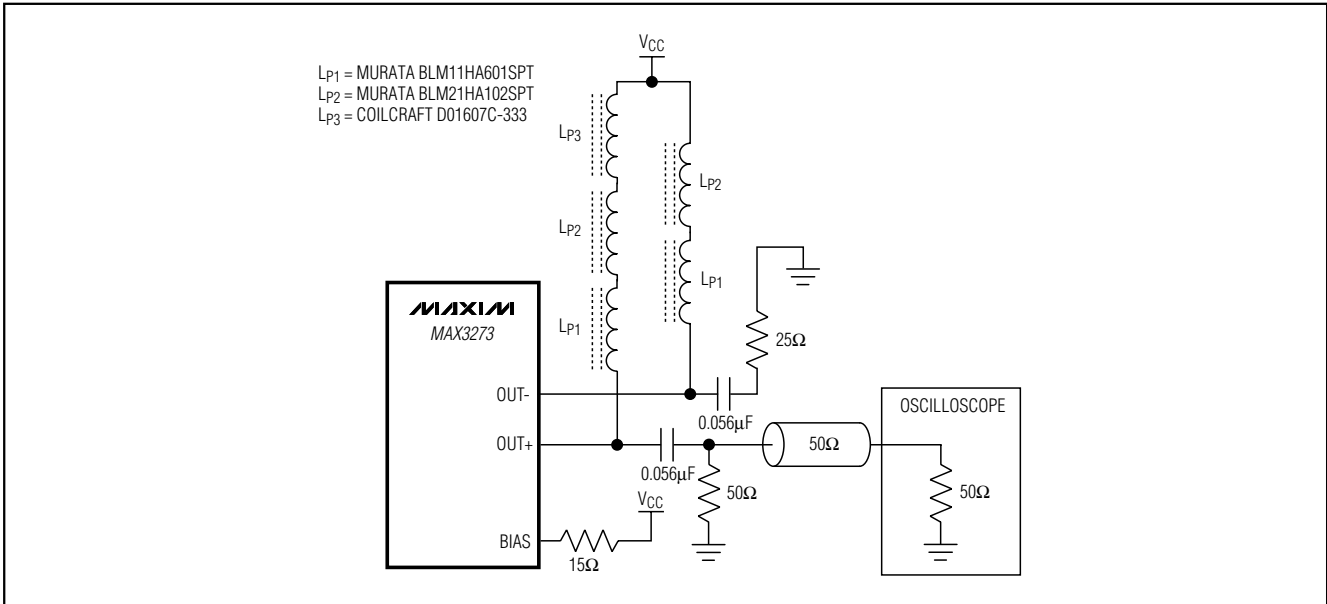 VCC
LP1 = MURATA BLM11HA601SPT
LP2 = MURATA BLM21HA102SPT
LP3 = COILCRAFT D01607C-333
LP3
LP2
LP2
LP1
LP1
MAXIM
MAX3273
25Ω
OUT-
0.056µF
OSCILLOSCOPE
OUT+
50Ω
0.056µF
50Ω
50Ω
VCC
BIAS
15Ω